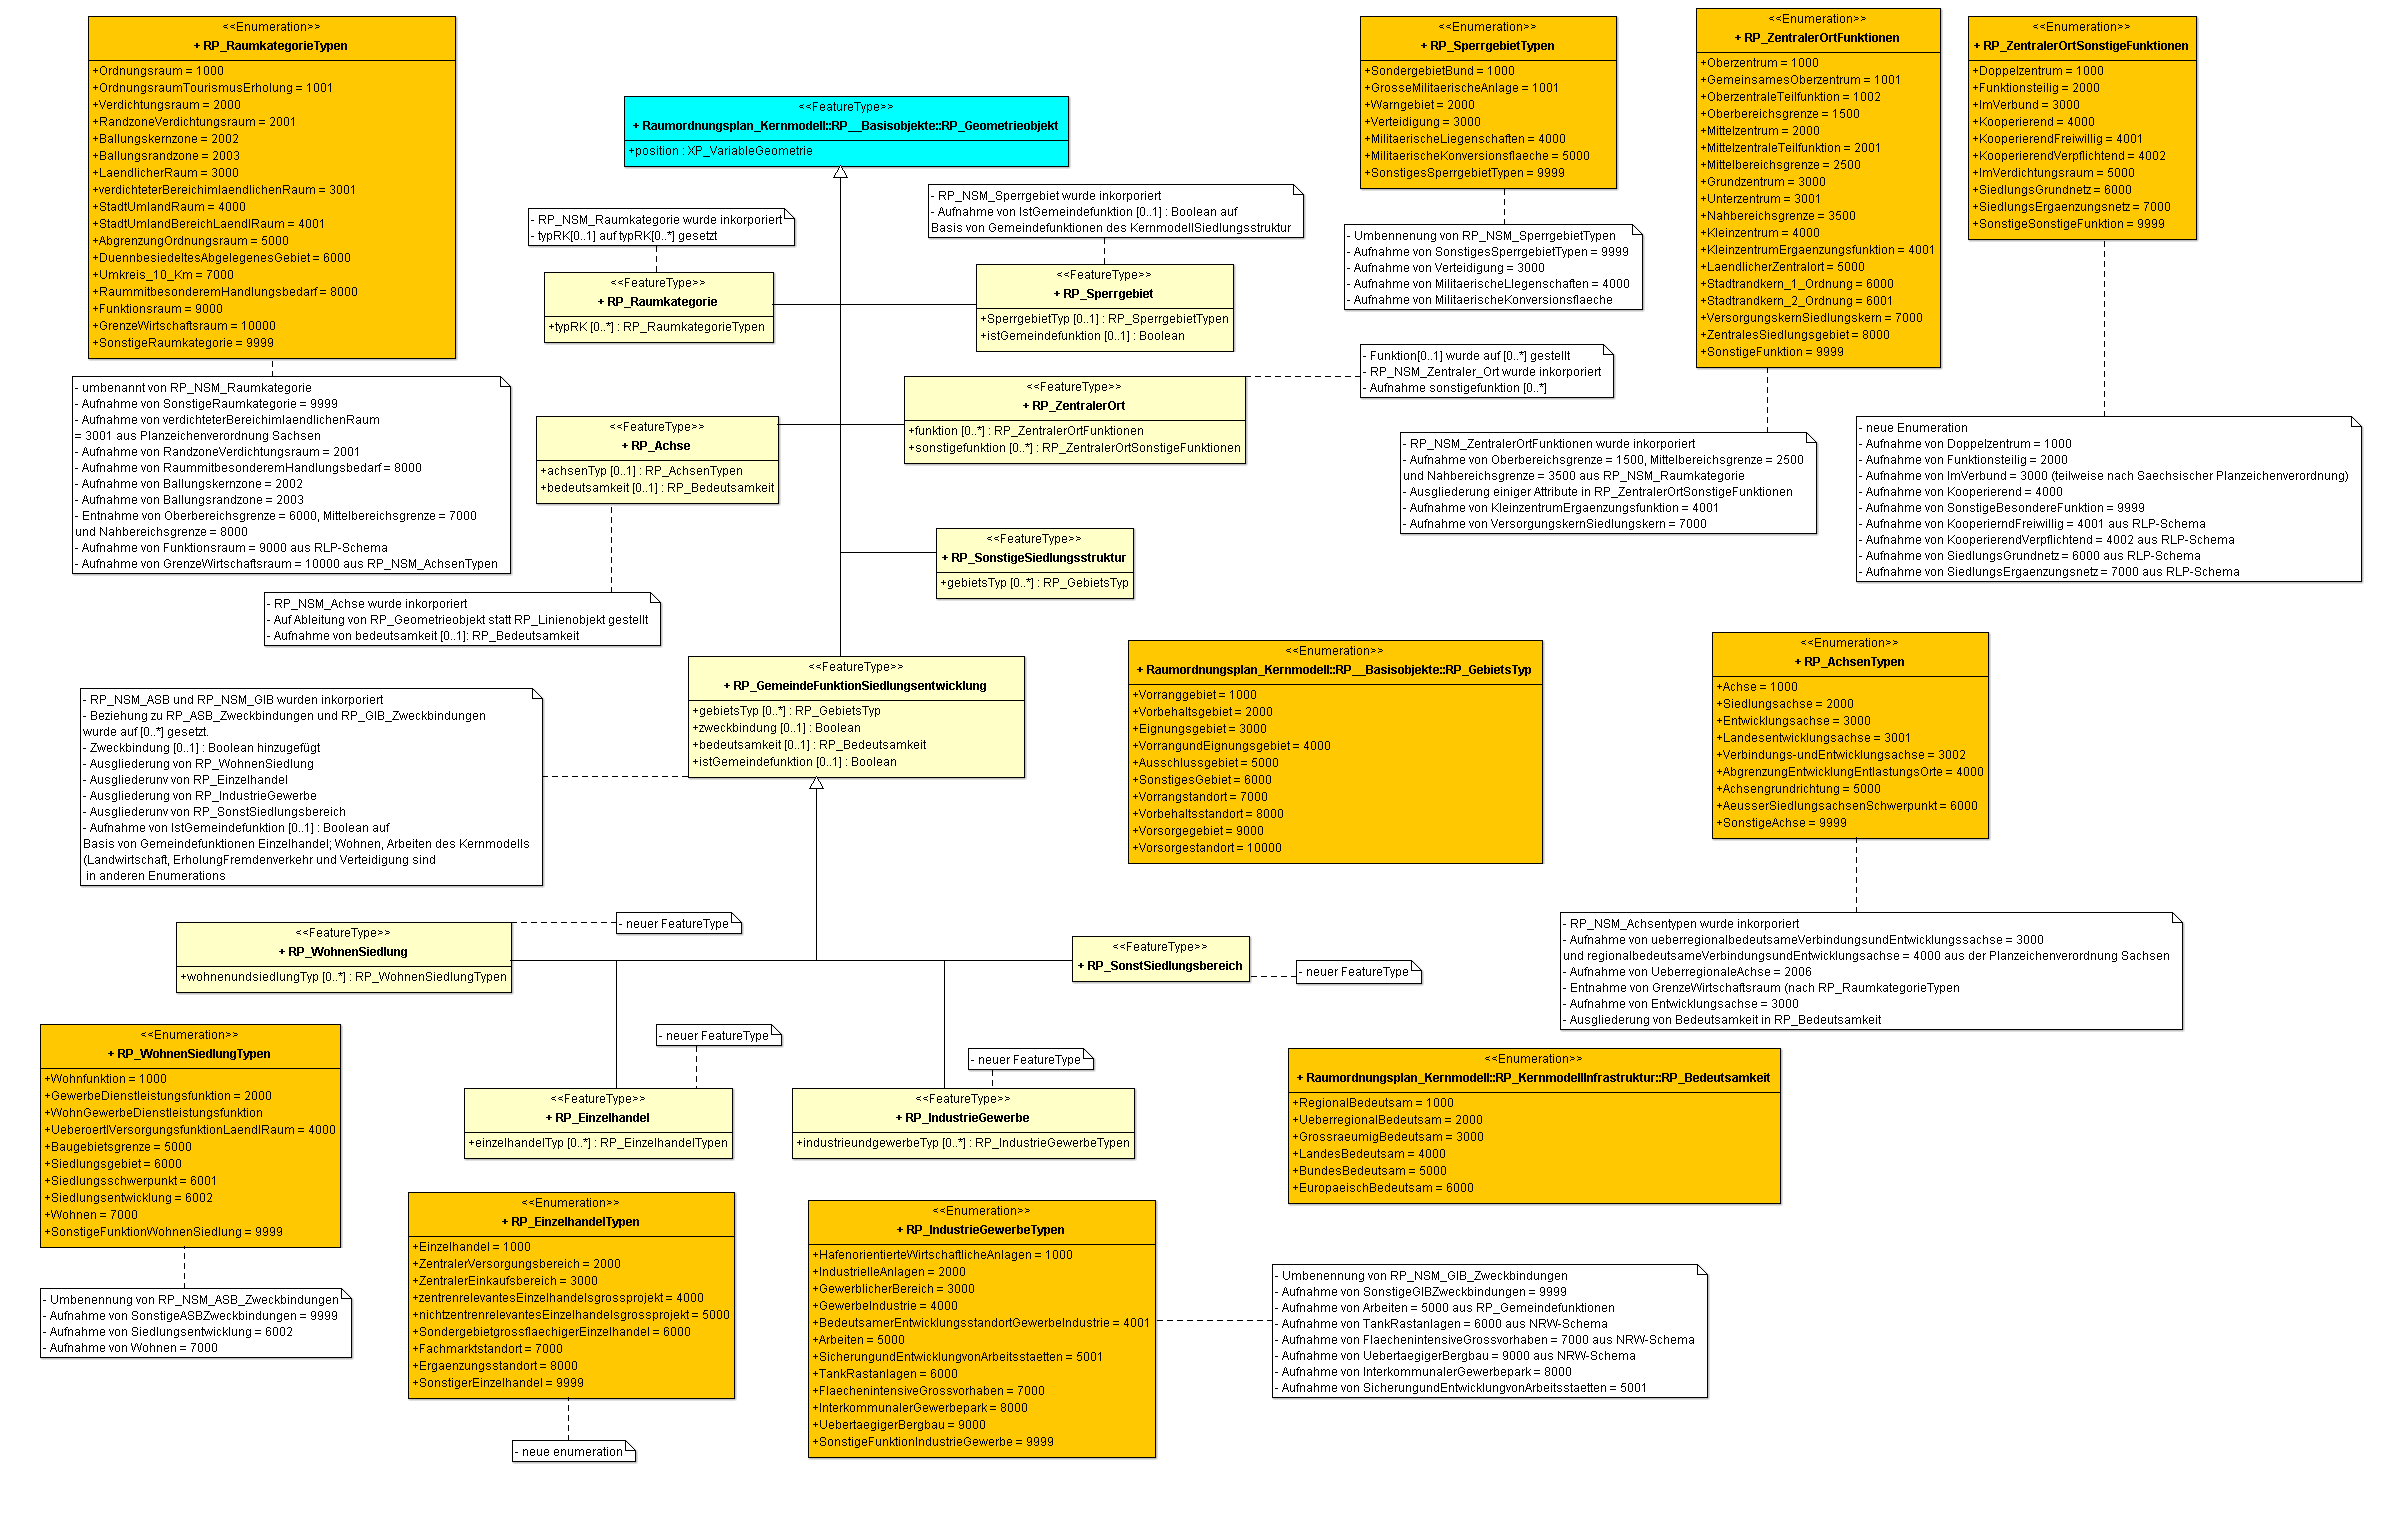 <<Enumeration>>
+ RP_RaumkategorieTypen
+Ordnungsraum = 1000
+OrdnungsraumTourismusErholung = 1001
+Verdichtungsraum = 2000
+RandzoneVerdichtungsraum = 2001
+Ballungskernzone = 2002
+Ballungsrandzone = 2003
+LaendlicherRaum = 3000
+verdichteterBereichimlaendlichenRaum = 3001
+StadtUmlandRaum = 4000
+StadtUmlandBereichLaendlRaum = 4001
+AbgrenzungOrdnungsraum = 5000
+DuennbesiedeltesAbgelegenesGebiet = 6000
+Umkreis_10_Km = 7000
+RaummitbesonderemHandlungsbedarf = 8000
+Funktionsraum = 9000
+GrenzeWirtschaftsraum = 10000
+SonstigeRaumkategorie = 9999
- umbenannt von RP_NSM_Raumkategorie
- Aufnahme von SonstigeRaumkategorie = 9999
- Aufnahme von verdichteterBereichimlaendlichenRaum
= 3001 aus Planzeichenverordnung Sachsen
- Aufnahme von RandzoneVerdichtungsraum = 2001
- Aufnahme von RaummitbesonderemHandlungsbedarf = 8000
- Aufnahme von Ballungskernzone = 2002
- Aufnahme von Ballungsrandzone = 2003
- Entnahme von Oberbereichsgrenze = 6000, Mittelbereichsgrenze = 7000
und Nahbereichsgrenze = 8000
- Aufnahme von Funktionsraum = 9000 aus RLP-Schema
- Aufnahme von GrenzeWirtschaftsraum = 10000 aus RP_NSM_AchsenTypen
<<FeatureType>>
+ Raumordnungsplan_Kernmodell::RP__Basisobjekte::RP_Geometrieobjekt
+position : XP_VariableGeometrie
- RP_NSM_Raumkategorie wurde inkorporiert
- typRK[0..1] auf typRK[0..*] gesetzt
- RP_NSM_Sperrgebiet wurde inkorporiert
- Aufnahme von IstGemeindefunktion [0..1] : Boolean auf
Basis von Gemeindefunktionen des KernmodellSiedlungsstruktur
<<FeatureType>>
+ RP_Raumkategorie
+typRK [0..*] : RP_RaumkategorieTypen
<<FeatureType>>
+ RP_Sperrgebiet
+SperrgebietTyp [0..1] : RP_SperrgebietTypen
+istGemeindefunktion [0..1] : Boolean
<<Enumeration>>
+ RP_SperrgebietTypen
+SondergebietBund = 1000
+GrosseMilitaerischeAnlage = 1001
+Warngebiet = 2000
+Verteidigung = 3000
+MilitaerischeLiegenschaften = 4000
+MilitaerischeKonversionsflaeche = 5000
+SonstigesSperrgebietTypen = 9999
- Umbennenung von RP_NSM_SperrgebietTypen
- Aufnahme von SonstigesSperrgebietTypen = 9999
- Aufnahme von Verteidigung = 3000
- Aufnahme von MilitaerischeLIegenschaften = 4000
- Aufnahme von MilitaerischeKonversionsflaeche
<<Enumeration>>
+ RP_ZentralerOrtFunktionen
+Oberzentrum = 1000
+GemeinsamesOberzentrum = 1001
+OberzentraleTeilfunktion = 1002
+Oberbereichsgrenze = 1500
+Mittelzentrum = 2000
+MittelzentraleTeilfunktion = 2001
+Mittelbereichsgrenze = 2500
+Grundzentrum = 3000
+Unterzentrum = 3001
+Nahbereichsgrenze = 3500
+Kleinzentrum = 4000
+KleinzentrumErgaenzungsfunktion = 4001
+LaendlicherZentralort = 5000
+Stadtrandkern_1_Ordnung = 6000
+Stadtrandkern_2_Ordnung = 6001
+VersorgungskernSiedlungskern = 7000
+ZentralesSiedlungsgebiet = 8000
+SonstigeFunktion = 9999
<<Enumeration>>
+ RP_ZentralerOrtSonstigeFunktionen
+Doppelzentrum = 1000
+Funktionsteilig = 2000
+ImVerbund = 3000
+Kooperierend = 4000
+KooperierendFreiwillig = 4001
+KooperierendVerpflichtend = 4002
+ImVerdichtungsraum = 5000
+SiedlungsGrundnetz = 6000
+SiedlungsErgaenzungsnetz = 7000
+SonstigeSonstigeFunktion = 9999
- Funktion[0..1] wurde auf [0..*] gestellt
- RP_NSM_Zentraler_Ort wurde inkorporiert
- Aufnahme sonstigefunktion [0..*]
<<FeatureType>>
+ RP_ZentralerOrt
+funktion [0..*] : RP_ZentralerOrtFunktionen
+sonstigefunktion [0..*] : RP_ZentralerOrtSonstigeFunktionen
<<FeatureType>>
+ RP_Achse
+achsenTyp [0..1] : RP_AchsenTypen
+bedeutsamkeit [0..1] : RP_Bedeutsamkeit
- RP_NSM_ZentralerOrtFunktionen wurde inkorporiert
- Aufnahme von Oberbereichsgrenze = 1500, Mittelbereichsgrenze = 2500
und Nahbereichsgrenze = 3500 aus RP_NSM_Raumkategorie
- Ausgliederung einiger Attribute in RP_ZentralerOrtSonstigeFunktionen
- Aufnahme von KleinzentrumErgaenzungsfunktion = 4001
- Aufnahme von VersorgungskernSiedlungskern = 7000
- neue Enumeration
- Aufnahme von Doppelzentrum = 1000
- Aufnahme von Funktionsteilig = 2000
- Aufnahme von ImVerbund = 3000 (teilweise nach Saechsischer Planzeichenverordnung)
- Aufnahme von Kooperierend = 4000
- Aufnahme von SonstigeBesondereFunktion = 9999
- Aufnahme von KooperierndFreiwillig = 4001 aus RLP-Schema
- Aufnahme von KooperierendVerpflichtend = 4002 aus RLP-Schema
- Aufnahme von SiedlungsGrundnetz = 6000 aus RLP-Schema
- Aufnahme von SiedlungsErgaenzungsnetz = 7000 aus RLP-Schema
<<FeatureType>>
+ RP_SonstigeSiedlungsstruktur
+gebietsTyp [0..*] : RP_GebietsTyp
- RP_NSM_Achse wurde inkorporiert
- Auf Ableitung von RP_Geometrieobjekt statt RP_Linienobjekt gestellt
- Aufnahme von bedeutsamkeit [0..1]: RP_Bedeutsamkeit
<<FeatureType>>
+ RP_GemeindeFunktionSiedlungsentwicklung
+gebietsTyp [0..*] : RP_GebietsTyp
+zweckbindung [0..1] : Boolean
+bedeutsamkeit [0..1] : RP_Bedeutsamkeit
+istGemeindefunktion [0..1] : Boolean
- RP_NSM_ASB und RP_NSM_GIB wurden inkorporiert
- Beziehung zu RP_ASB_Zweckbindungen und RP_GIB_Zweckbindungen
wurde auf [0..*] gesetzt.
- Zweckbindung [0..1] : Boolean hinzugefügt
- Ausgliederung von RP_WohnenSiedlung
- Ausgliederunv von RP_Einzelhandel
- Ausgliederung von RP_IndustrieGewerbe
- Ausgliederunv von RP_SonstSiedlungsbereich
- Aufnahme von IstGemeindefunktion [0..1] : Boolean auf
Basis von Gemeindefunktionen Einzelhandel; Wohnen, Arbeiten des Kernmodells
(Landwirtschaft, ErholungFremdenverkehr und Verteidigung sind
in anderen Enumerations
<<Enumeration>>
+ Raumordnungsplan_Kernmodell::RP__Basisobjekte::RP_GebietsTyp
+Vorranggebiet = 1000
+Vorbehaltsgebiet = 2000
+Eignungsgebiet = 3000
+VorrangundEignungsgebiet = 4000
+Ausschlussgebiet = 5000
+SonstigesGebiet = 6000
+Vorrangstandort = 7000
+Vorbehaltsstandort = 8000
+Vorsorgegebiet = 9000
+Vorsorgestandort = 10000
<<Enumeration>>
+ RP_AchsenTypen
+Achse = 1000
+Siedlungsachse = 2000
+Entwicklungsachse = 3000
+Landesentwicklungsachse = 3001
+Verbindungs-undEntwicklungsachse = 3002
+AbgrenzungEntwicklungEntlastungsOrte = 4000
+Achsengrundrichtung = 5000
+AeusserSiedlungsachsenSchwerpunkt = 6000
+SonstigeAchse = 9999
- RP_NSM_Achsentypen wurde inkorporiert
- Aufnahme von ueberregionalbedeutsameVerbindungsundEntwicklungssachse = 3000
und regionalbedeutsameVerbindungsundEntwicklungsachse = 4000 aus der Planzeichenverordnung Sachsen
- Aufnahme von UeberregionaleAchse = 2006
- Entnahme von GrenzeWirtschaftsraum (nach RP_RaumkategorieTypen
- Aufnahme von Entwicklungsachse = 3000
- Ausgliederung von Bedeutsamkeit in RP_Bedeutsamkeit
- neuer FeatureType
<<FeatureType>>
+ RP_WohnenSiedlung
+wohnenundsiedlungTyp [0..*] : RP_WohnenSiedlungTypen
<<FeatureType>>
+ RP_SonstSiedlungsbereich
- neuer FeatureType
<<Enumeration>>
+ RP_WohnenSiedlungTypen
+Wohnfunktion = 1000
+GewerbeDienstleistungsfunktion = 2000
+WohnGewerbeDienstleistungsfunktion
+UeberoertlVersorgungsfunktionLaendlRaum = 4000
+Baugebietsgrenze = 5000
+Siedlungsgebiet = 6000
+Siedlungsschwerpunkt = 6001
+Siedlungsentwicklung = 6002
+Wohnen = 7000
+SonstigeFunktionWohnenSiedlung = 9999
- Umbenennung von RP_NSM_ASB_Zweckbindungen
- Aufnahme von SonstigeASBZweckbindungen = 9999
- Aufnahme von Siedlungsentwicklung = 6002
- Aufnahme von Wohnen = 7000
- neuer FeatureType
<<FeatureType>>
+ RP_Einzelhandel
+einzelhandelTyp [0..*] : RP_EinzelhandelTypen
- neuer FeatureType
<<FeatureType>>
+ RP_IndustrieGewerbe
+industrieundgewerbeTyp [0..*] : RP_IndustrieGewerbeTypen
<<Enumeration>>
+ Raumordnungsplan_Kernmodell::RP_KernmodellInfrastruktur::RP_Bedeutsamkeit
+RegionalBedeutsam = 1000
+UeberregionalBedeutsam = 2000
+GrossraeumigBedeutsam = 3000
+LandesBedeutsam = 4000
+BundesBedeutsam = 5000
+EuropaeischBedeutsam = 6000
<<Enumeration>>
+ RP_EinzelhandelTypen
+Einzelhandel = 1000
+ZentralerVersorgungsbereich = 2000
+ZentralerEinkaufsbereich = 3000
+zentrenrelevantesEinzelhandelsgrossprojekt = 4000
+nichtzentrenrelevantesEinzelhandelsgrossprojekt = 5000
+SondergebietgrossflaechigerEinzelhandel = 6000
+Fachmarktstandort = 7000
+Ergaenzungsstandort = 8000
+SonstigerEinzelhandel = 9999
- neue enumeration
<<Enumeration>>
+ RP_IndustrieGewerbeTypen
+HafenorientierteWirtschaftlicheAnlagen = 1000
+IndustrielleAnlagen = 2000
+GewerblicherBereich = 3000
+GewerbeIndustrie = 4000
+BedeutsamerEntwicklungsstandortGewerbeIndustrie = 4001
+Arbeiten = 5000
+SicherungundEntwicklungvonArbeitsstaetten = 5001
+TankRastanlagen = 6000
+FlaechenintensiveGrossvorhaben = 7000
+InterkommunalerGewerbepark = 8000
+UebertaegigerBergbau = 9000
+SonstigeFunktionIndustrieGewerbe = 9999
- Umbenennung von RP_NSM_GIB_Zweckbindungen
- Aufnahme von SonstigeGIBZweckbindungen = 9999
- Aufnahme von Arbeiten = 5000 aus RP_Gemeindefunktionen
- Aufnahme von TankRastanlagen = 6000 aus NRW-Schema
- Aufnahme von FlaechenintensiveGrossvorhaben = 7000 aus NRW-Schema
- Aufnahme von UebertaegigerBergbau = 9000 aus NRW-Schema
- Aufnahme von InterkommunalerGewerbepark = 8000
- Aufnahme von SicherungundEntwicklungvonArbeitsstaetten = 5001